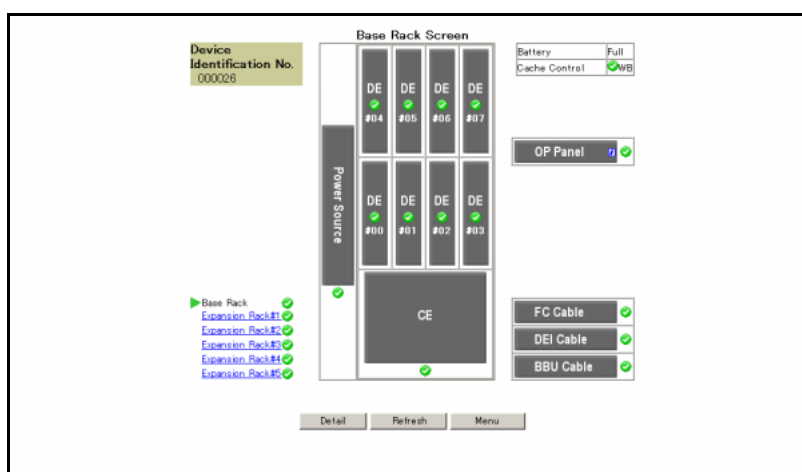 Base Rack Screen
Device
Identification No.
000026
Battery Full
Cache Control WB
DE DE DE DE
#04 #05 #06 #07
OP Panel i
Power Source
DE DE DE DE
#00 #01 #02 #03
CE
Base Rack
Expansion Rack#1
Expansion Rack#2
Expansion Rack#3
Expansion Rack#4
Expansion Rack#5
FC Cable
DEI Cable
BBU Cable
Detail Refresh Menu